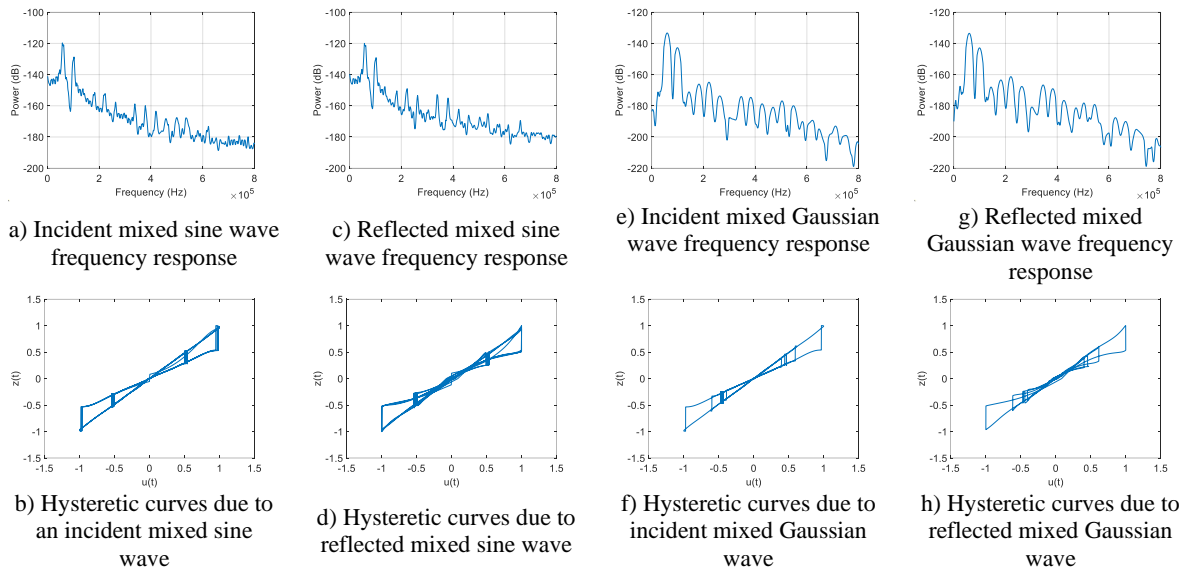 -100
-120
-140
-160
-180
-200
Power (dB)
0 2 4 6 8
Frequency (Hz)
×10⁵
a) Incident mixed sine wave
frequency response
-100
-120
-140
-160
-180
-200
Power (dB)
0 2 4 6 8
Frequency (Hz)
×10⁵
c) Reflected mixed sine
wave frequency response
-120
-140
-160
-180
-200
-220
Power (dB)
0 2 4 6 8
Frequency (Hz)
×10⁵
e) Incident mixed Gaussian
wave frequency response
-120
-140
-160
-180
-200
-220
Power (dB)
0 2 4 6 8
Frequency (Hz)
×10⁵
g) Reflected mixed
Gaussian wave frequency
response
1.5
1
0.5
0
-0.5
-1
-1.5
z(t)
-1.5 -1 -0.5 0 0.5 1 1.5
u(t)
b) Hysteretic curves due to
an incident mixed sine
wave
1.5
1
0.5
0
-0.5
-1
-1.5
z(t)
-1.5 -1 -0.5 0 0.5 1 1.5
u(t)
d) Hysteretic curves due to
reflected mixed sine wave
1.5
1
0.5
0
-0.5
-1
-1.5
z(t)
-1.5 -1 -0.5 0 0.5 1 1.5
u(t)
f) Hysteretic curves due to
incident mixed Gaussian
wave
1.5
1
0.5
0
-0.5
-1
-1.5
z(t)
-1.5 -1 -0.5 0 0.5 1 1.5
u(t)
h) Hysteretic curves due to
reflected mixed Gaussian
wave